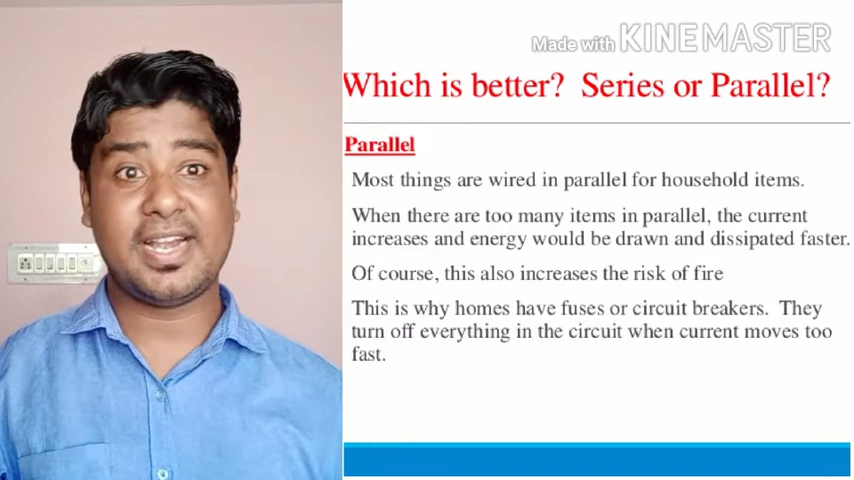 Made with KINEMASTER
Which is better? Series or Parallel?
Parallel
Most things are wired in parallel for household items.
When there are too many items in parallel, the current
increases and energy would be drawn and dissipated faster.
Of course, this also increases the risk of fire
This is why homes have fuses or circuit breakers. They
turn off everything in the circuit when current moves too
fast.